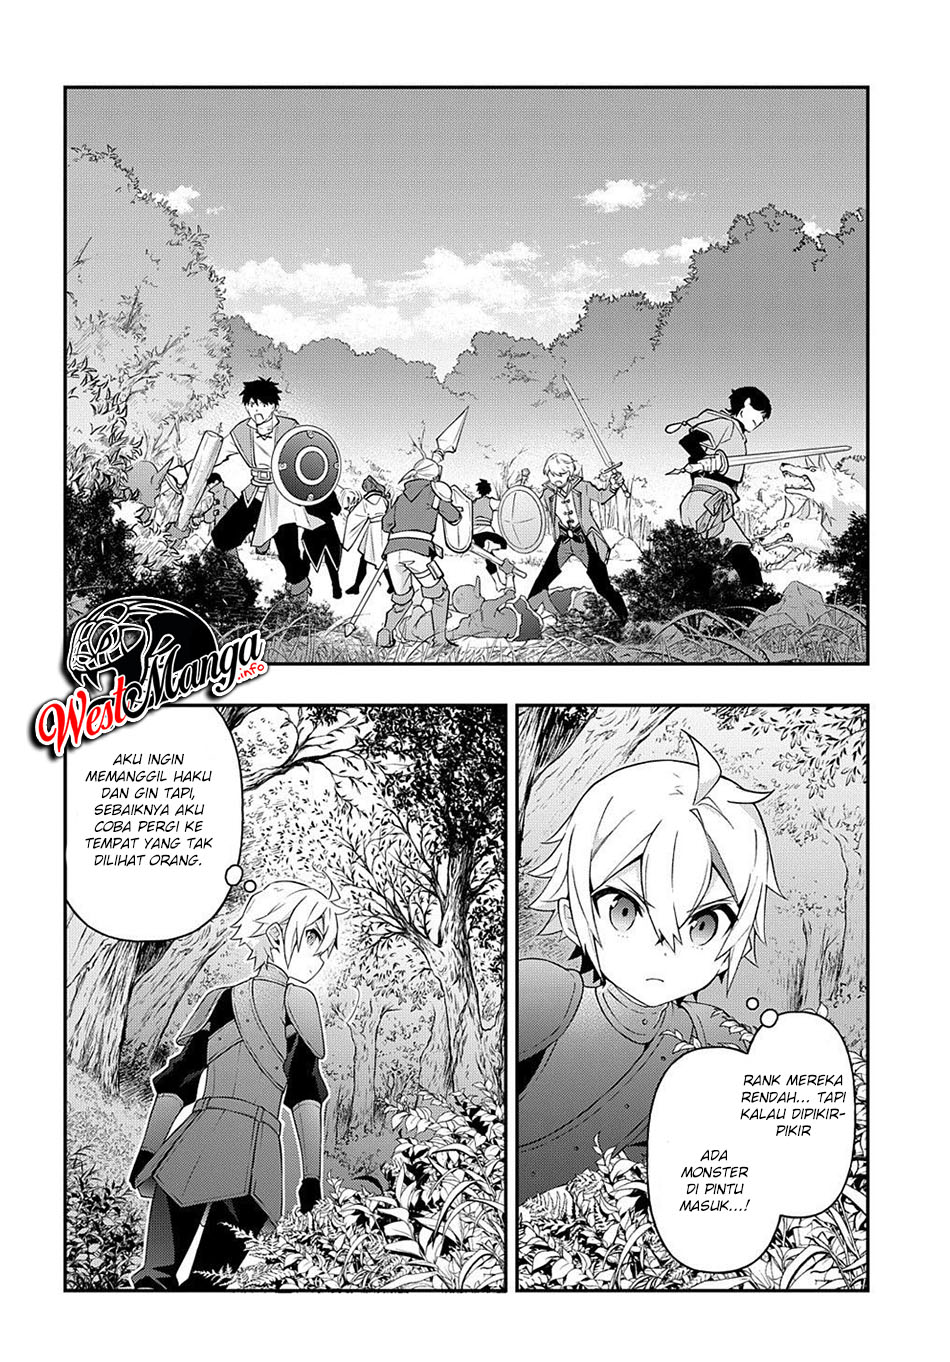 WestManga
.info
RANK MEREKA
RENDAH... TAPI
KALAU DIPIKIR-
PIKIR
ADA
MONSTER
DI PINTU
MASUK...!
AKU INGIN
MEMANGGIL HAKU
DAN GIN TAPI,
SEBAIKNYA AKU
COBA PERGI KE
TEMPAT YANG TAK
DILIHAT ORANG.